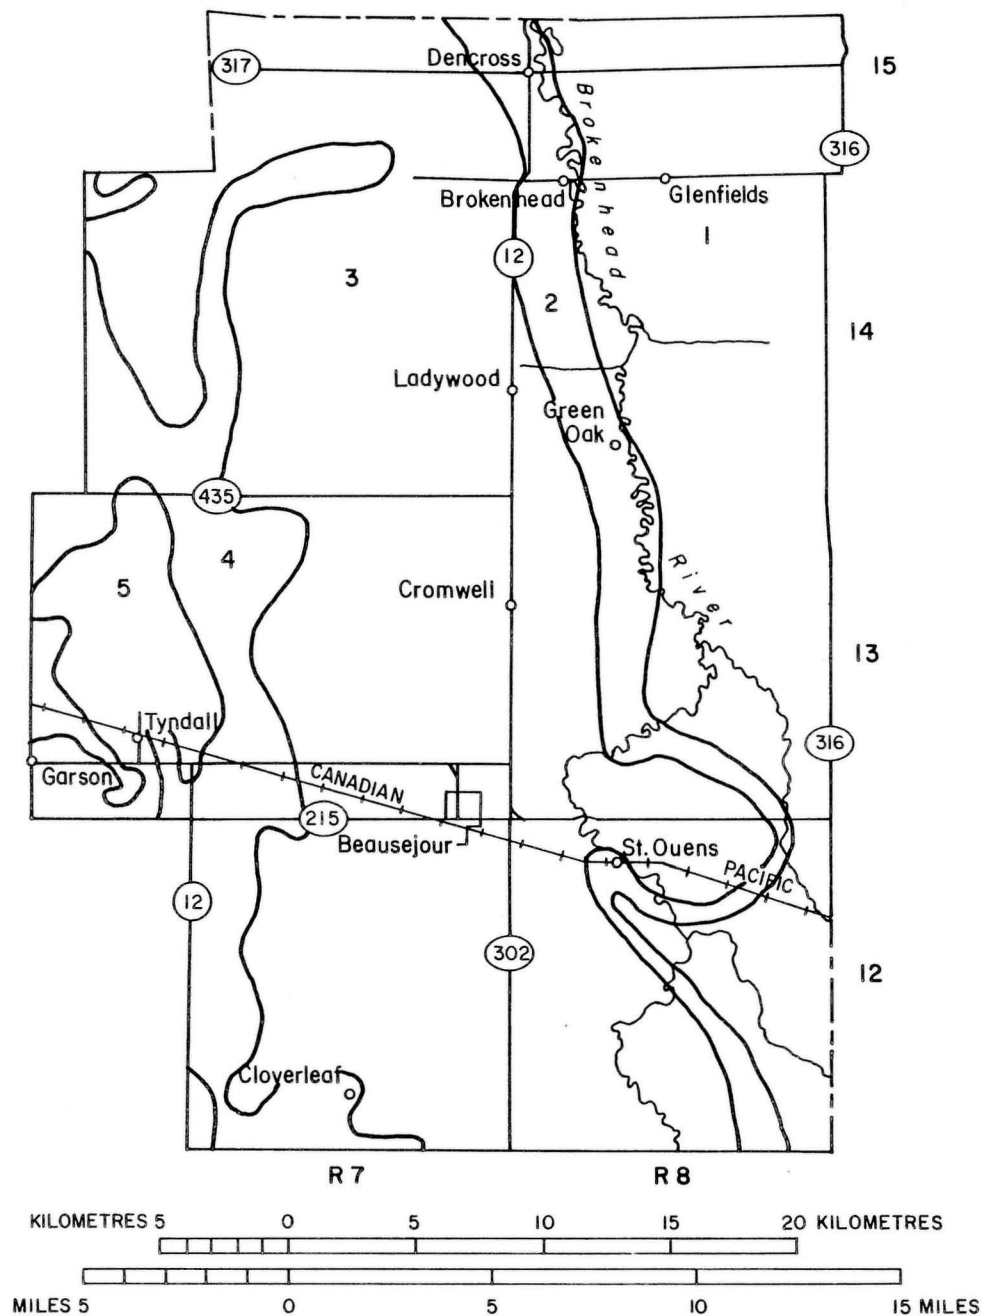 Dencross
15
317
Brokenhead
316
Brokenhead
Glenfields
1
12
3
2
14
Ladywood
Green
Oak
435
4
5
Cromwell
River
13
Tyndall
316
Garson
CANADIAN
215
Beausejour
St. Ouens
PACIFIC
12
302
12
Cloverleaf
R 7
R 8
KILOMETRES 5 0 5 10 15 20 KILOMETRES
MILES 5 0 5 10 15 MILES